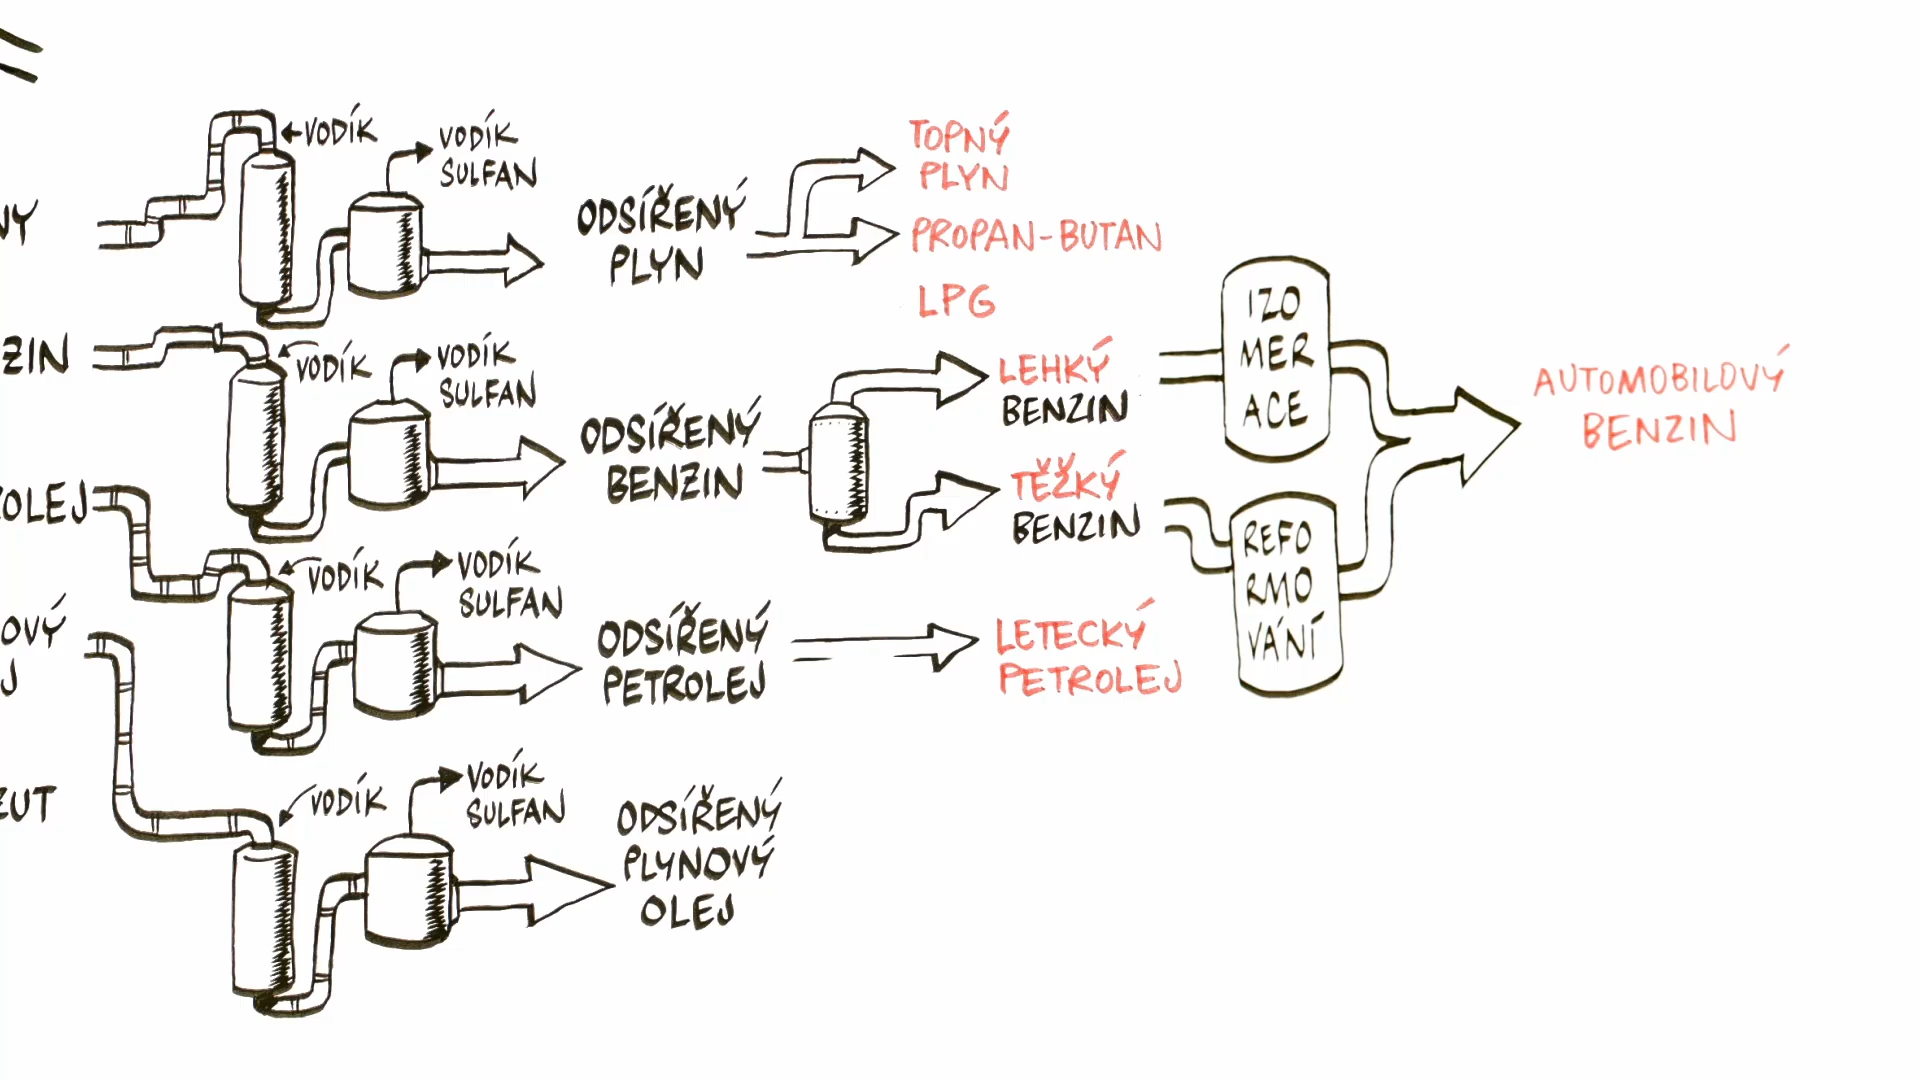 NY
VODÍK
VODÍK
SULFAN
ODSÍŘENÝ
PLYN
TOPNÝ
PLYN
PROPAN-BUTAN
LPG
ZIN
VODÍK
VODÍK
SULFAN
ODSÍŘENÝ
BENZIN
LEHKÝ
BENZIN
TĚŽKÝ
BENZIN
IZO
MER
ACE
REFO
RMO
VÁNÍ
AUTOMOBILOVÝ
BENZIN
OLEJ
VODÍK
VODÍK
SULFAN
ODSÍŘENÝ
PETROLEJ
LETECKÝ
PETROLEJ
OVÝ
J
ZUT
VODÍK
VODÍK
SULFAN
ODSÍŘENÝ
PLYNOVÝ
OLEJ